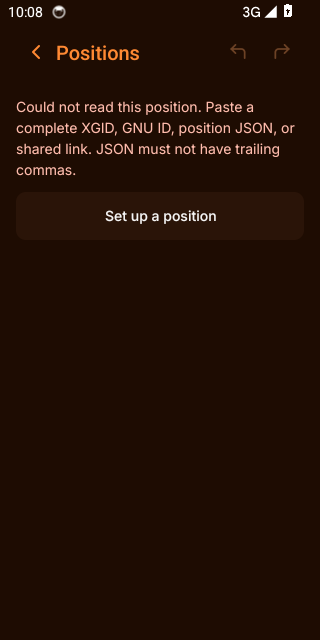 10:08
3G
Positions
Could not read this position. Paste a
complete XGID, GNU ID, position JSON, or
shared link. JSON must not have trailing
commas.
Set up a position